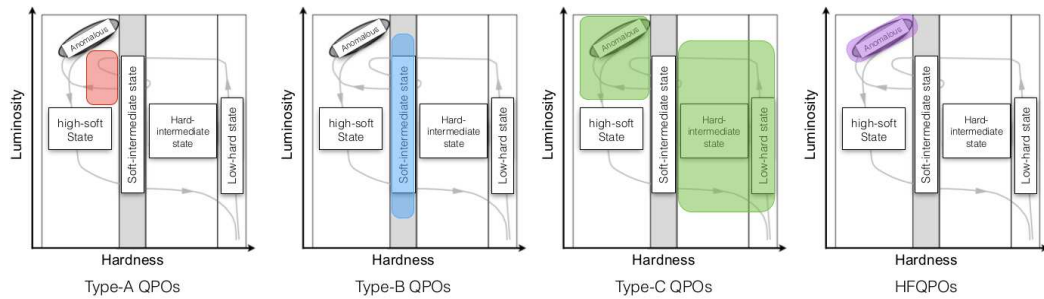 Luminosity
Anomalous
high-soft
State
Soft-intermediate state
Hard-
intermediate
state
Low-hard state
Hardness
Type-A QPOs
Luminosity
Anomalous
high-soft
State
Soft-intermediate state
Hard-
intermediate
state
Low-hard state
Hardness
Type-B QPOs
Luminosity
Anomalous
high-soft
State
Soft-intermediate state
Hard-
intermediate
state
Low-hard state
Hardness
Type-C QPOs
Luminosity
Anomalous
high-soft
State
Soft-intermediate state
Hard-
intermediate
state
Low-hard state
Hardness
HFQPOs